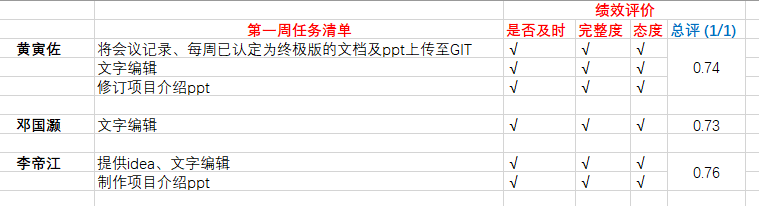 绩效评价
第一周任务清单 是否及时 完整度 态度 总评 (1/1)
黄寅佐 将会议记录、每周已认定为终极版的文档及ppt上传至GIT √ √ √
文字编辑 √ √ √ 0.74
修订项目介绍ppt √ √ √
邓国灏 文字编辑 √ √ √ 0.73
李帝江 提供idea、文字编辑 √ √ √ 0.76
制作项目介绍ppt √ √ √